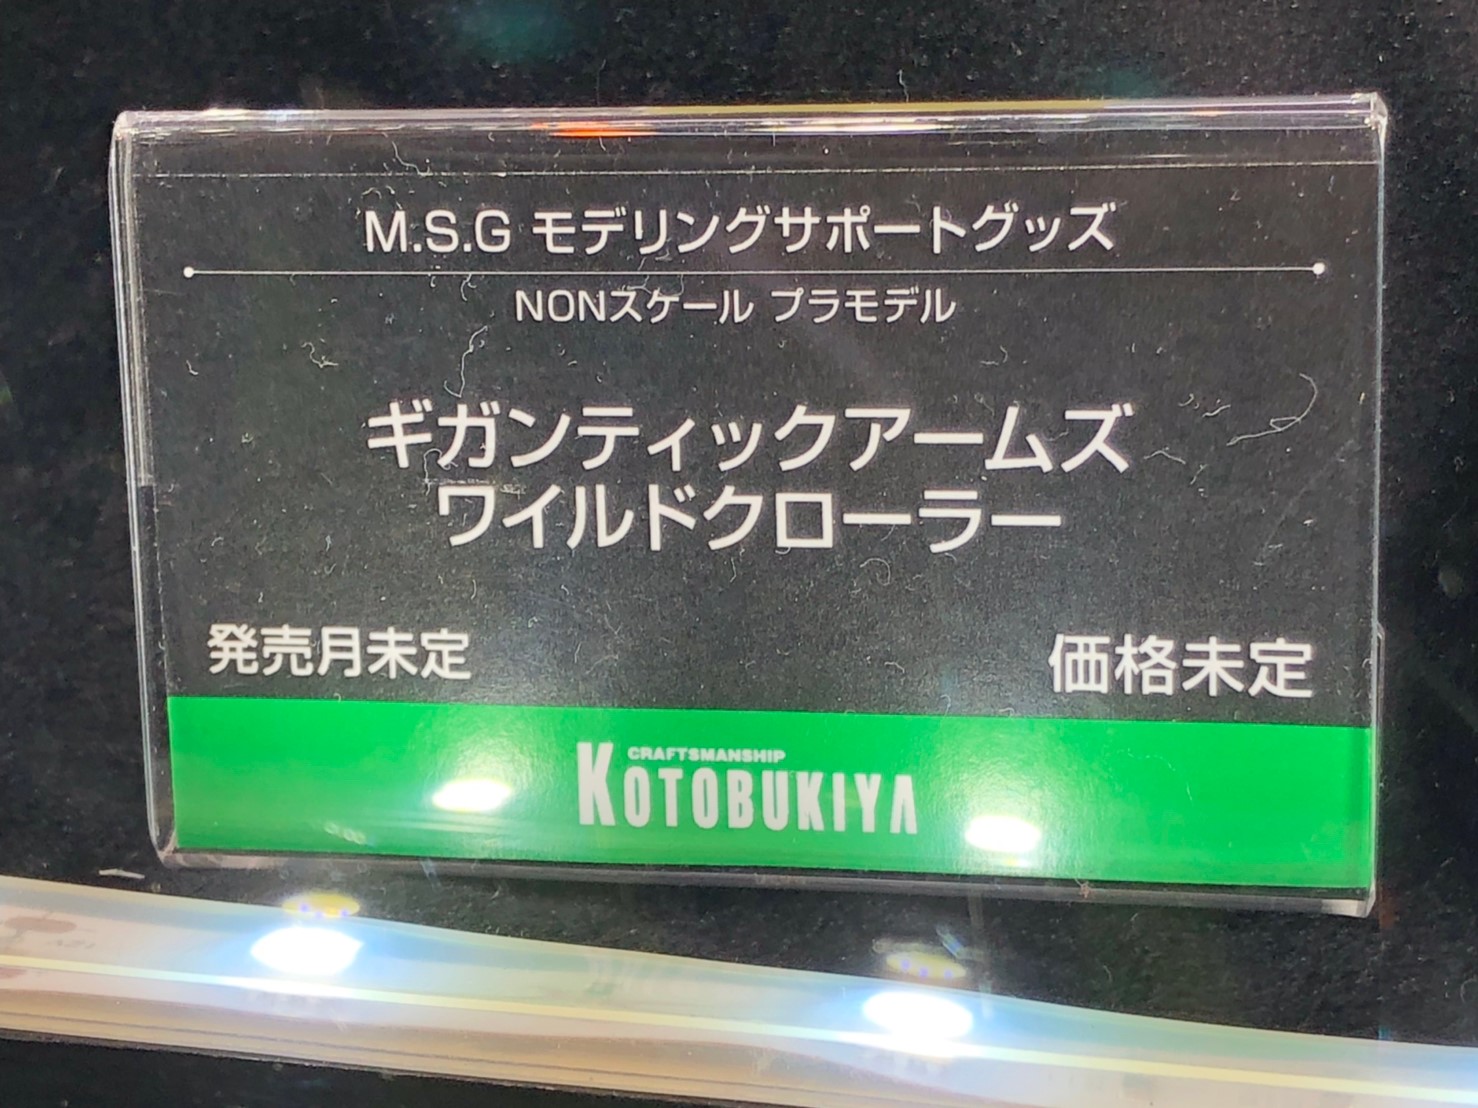 M.S.G モデリングサポートグッズ
NONスケール プラモデル
ギガンティックアームズ
ワイルドクローラー
発売月未定
価格未定
CRAFTSMANSHIP
KOTOBUKIYA